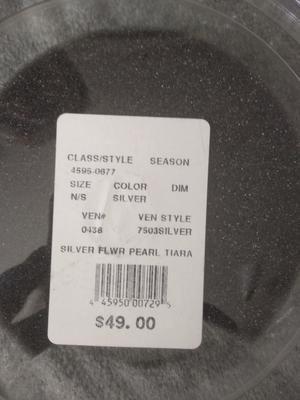 CLASS/STYLE SEASON
4595-0677
SIZE COLOR DIM
N/S SILVER
VEN# VEN STYLE
0436 7503SILVER
SILVER FLWR PEARL TIARA
4 45950 00729 5
$49.00